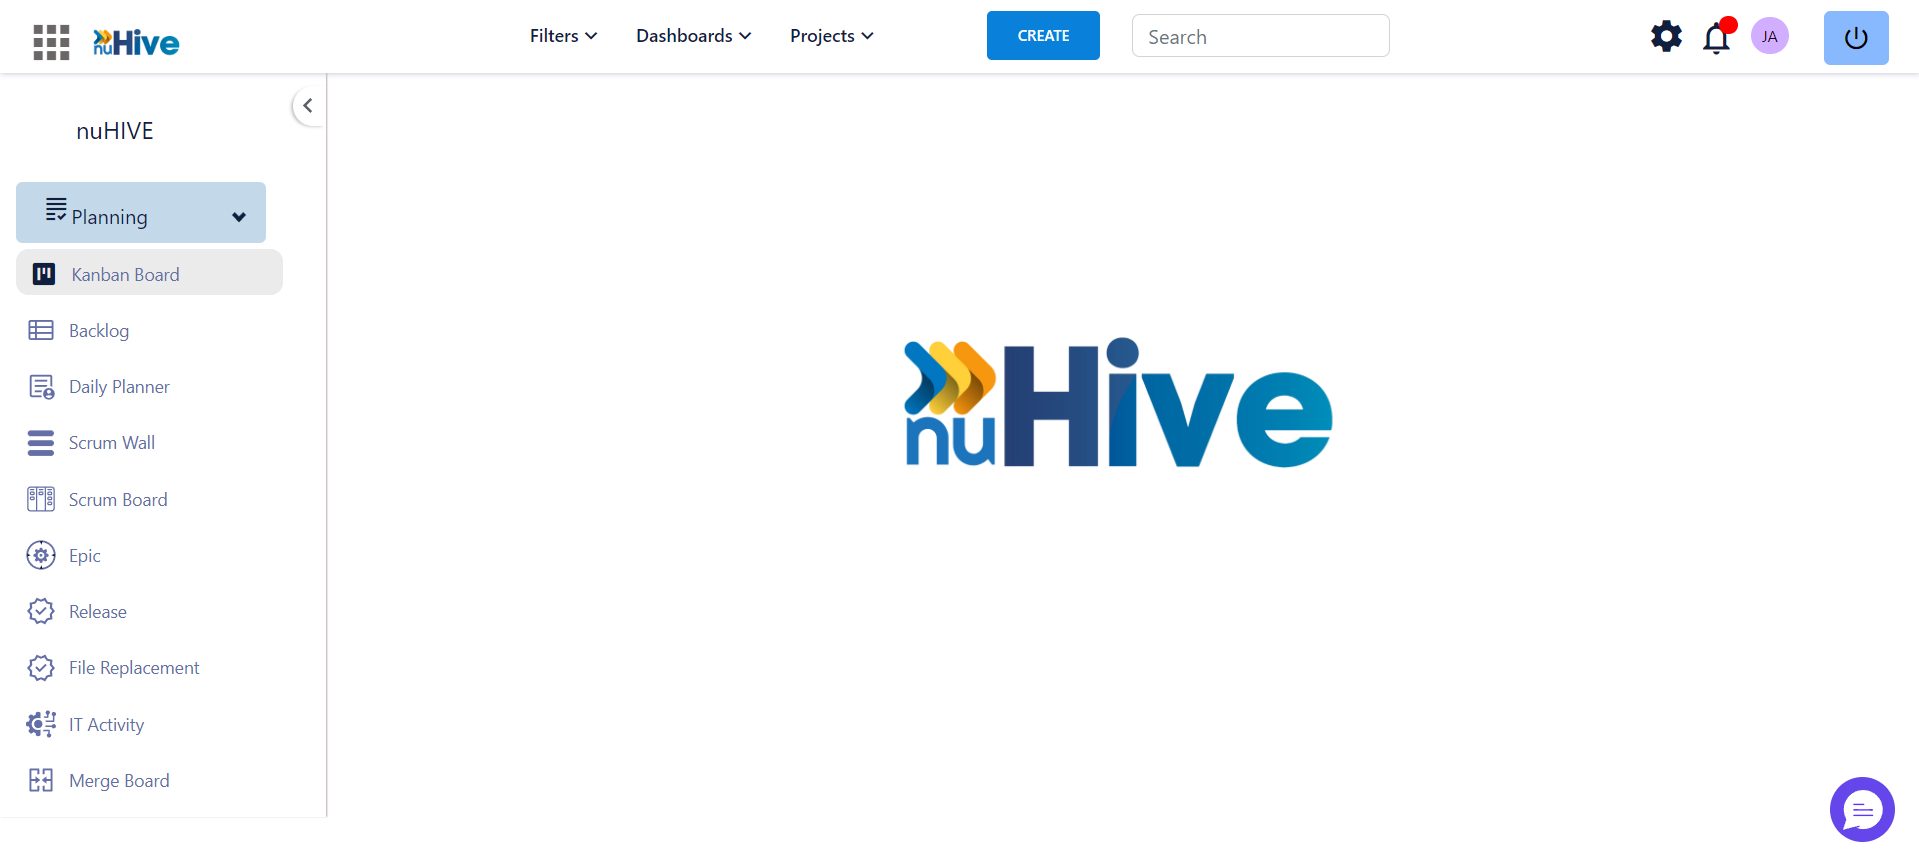 nuHive
Filters
Dashboards
Projects
CREATE
Search
JA
nuHIVE
Planning
Kanban Board
Backlog
Daily Planner
Scrum Wall
Scrum Board
Epic
Release
File Replacement
IT Activity
Merge Board
nuHive